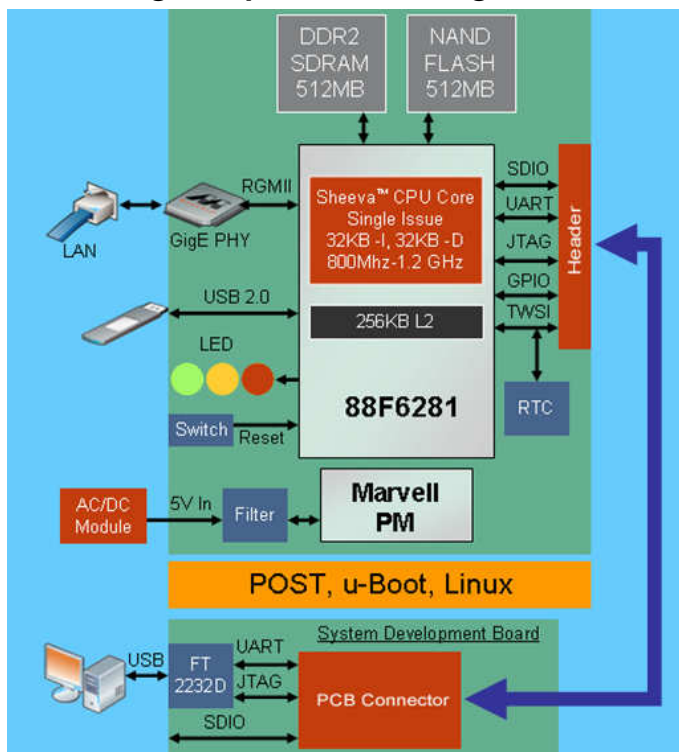 DDR2
SDRAM
512MB
NAND
FLASH
512MB
RGMII
LAN
GigE PHY
Sheeva™ CPU Core
Single Issue
32KB -I, 32KB -D
800Mhz-1.2 GHz
SDIO
UART
JTAG
GPIO
TWSI
Header
USB 2.0
256KB L2
LED
88F6281
RTC
Switch
Reset
AC/DC
Module
5V In
Filter
Marvell
PM
POST, u-Boot, Linux
System Development Board
USB
FT
2232D
UART
JTAG
SDIO
PCB Connector